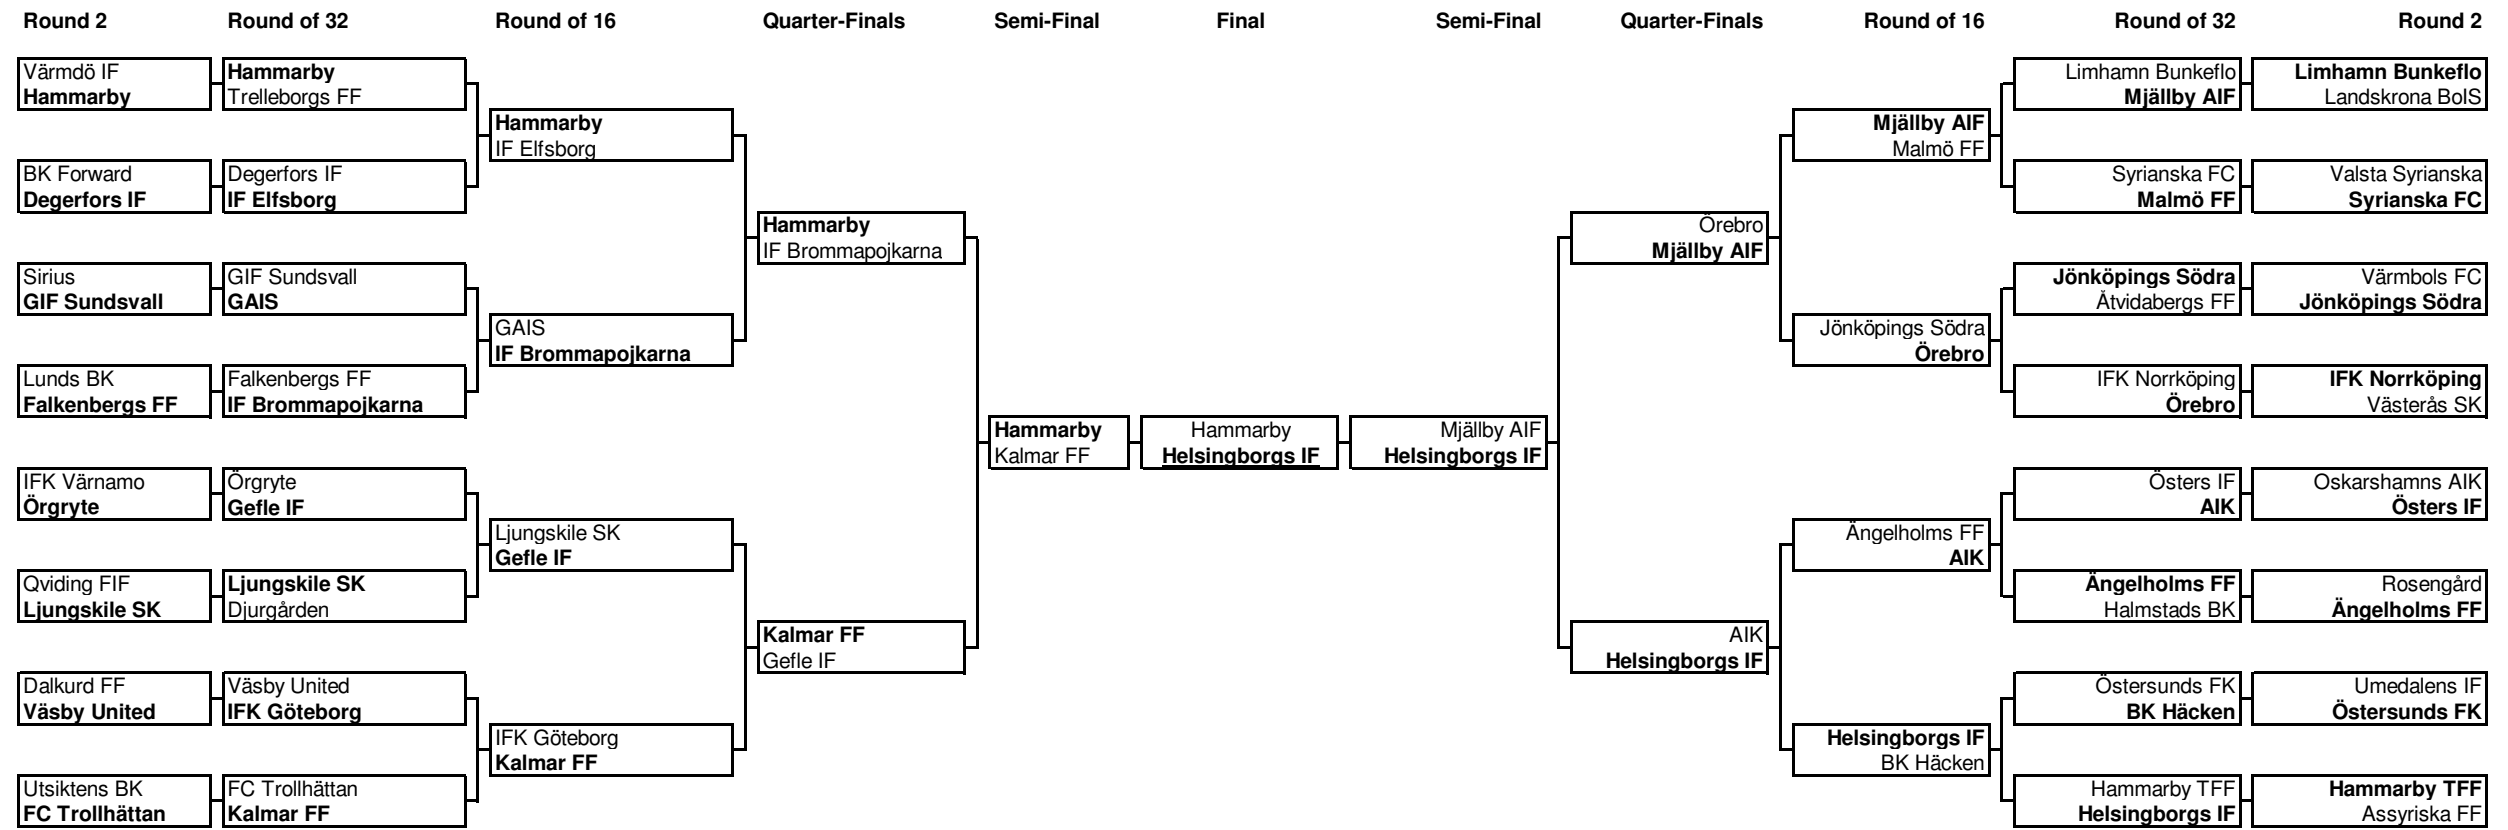 Round 2
Round of 32
Round of 16
Quarter-Finals
Semi-Final
Final
Semi-Final
Quarter-Finals
Round of 16
Round of 32
Round 2
Värmdö IF
Hammarby
BK Forward
Degerfors IF
Sirius
GIF Sundsvall
Lunds BK
Falkenbergs FF
IFK Värnamo
Örgryte
Qviding FIF
Ljungskile SK
Dalkurd FF
Väsby United
Utsiktens BK
FC Trollhättan
Hammarby
Trelleborgs FF
Degerfors IF
IF Elfsborg
GIF Sundsvall
GAIS
Falkenbergs FF
IF Brommapojkarna
Örgryte
Gefle IF
Ljungskile SK
Djurgården
Väsby United
IFK Göteborg
FC Trollhättan
Kalmar FF
Hammarby
IF Elfsborg
GAIS
IF Brommapojkarna
Ljungskile SK
Gefle IF
IFK Göteborg
Kalmar FF
Hammarby
IF Brommapojkarna
Kalmar FF
Gefle IF
Hammarby
Kalmar FF
Hammarby
Helsingborgs IF
Mjällby AIF
Helsingborgs IF
Örebro
Mjällby AIF
AIK
Helsingborgs IF
Mjällby AIF
Malmö FF
Jönköpings Södra
Örebro
Ängelholms FF
AIK
Helsingborgs IF
BK Häcken
Limhamn Bunkeflo
Mjällby AIF
Syrianska FC
Malmö FF
Jönköpings Södra
Åtvidabergs FF
IFK Norrköping
Örebro
Östers IF
AIK
Ängelholms FF
Halmstads BK
Östersunds FK
BK Häcken
Hammarby TFF
Helsingborgs IF
Limhamn Bunkeflo
Landskrona BoIS
Valsta Syrianska
Syrianska FC
Värmbols FC
Jönköpings Södra
IFK Norrköping
Västerås SK
Oskarshamns AIK
Östers IF
Rosengård
Ängelholms FF
Umedalens IF
Östersunds FK
Hammarby TFF
Assyriska FF